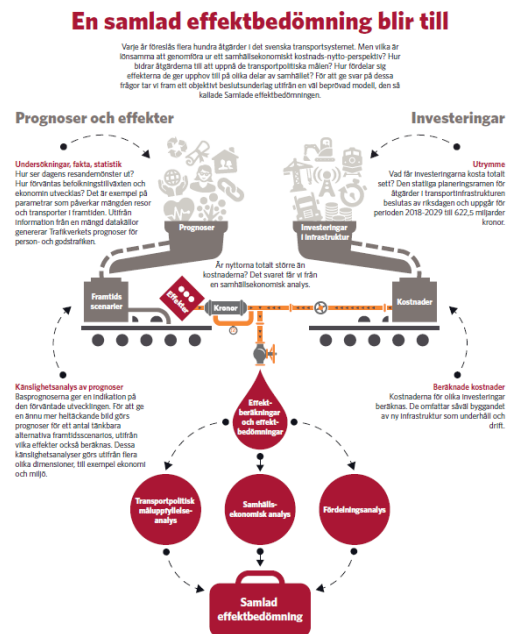 En samlad effektbedömning blir till
Varje år föreslås flera hundra åtgärder i det svenska transportsystemet. Men vilka är
lönsamma att genomföra ur ett samhällsekonomiskt kostnads-nytto-perspektiv? Hur
bidrar åtgärderna till att uppnå de transportpolitiska målen? Hur fördelar sig
effekterna de ger upphov till på olika delar av samhället? För att ge svar på dessa
frågor tar vi fram ett objektivt beslutsunderlag utifrån en väl beprövad modell, den så
kallade Samlade effektbedömningen.
Prognoser och effekter
Undersökningar, fakta, statistik
Hur ser dagens resandemönster ut?
Hur förväntas befolkningstillväxten och
ekonomin utvecklas? Det är exempel på
parametrar som påverkar mängden resor
och transporter i framtiden. Utifrån
information från en mängd datakällor
genererar Trafikverkets prognoser för
person- och godstrafiken.
Investeringar
Utrymme
Vad får investeringarna kosta totalt
sett? Den statliga planeringsramen för
åtgärder i transportinfrastrukturen
beslutas av riksdagen och uppgår för
perioden 2018-2029 till 622,5 miljarder
kronor.
Prognoser
Investeringar
i infrastruktur
Är nyttorna totalt större än
kostnaderna? Det svaret får vi från
en samhällsekonomisk analys.
Framtids
scenarier
Effekter
Kronor
Kostnader
Känslighetsanalys av prognoser
Basprognoserna ger en indikation på
den förväntade utvecklingen. För att ge
en ännu mer heltäckande bild görs
prognoser för ett antal tänkbara
alternativa framtidsscenarios, utifrån
vilka effekter också beräknas. Dessa
känslighetsanalyser görs utifrån flera
olika dimensioner, till exempel ekonomi
och miljö.
Beräknade kostnader
Kostnaderna för olika investeringar
beräknas. De omfattar såväl byggandet
av ny infrastruktur som underhåll och
drift.
Effekt-
beräkningar
och effekt-
bedömningar
Transportpolitisk
måluppfyllelse-
analys
Samhälls-
ekonomisk analys
Fördelningsanalys
Samlad
effektbedömning